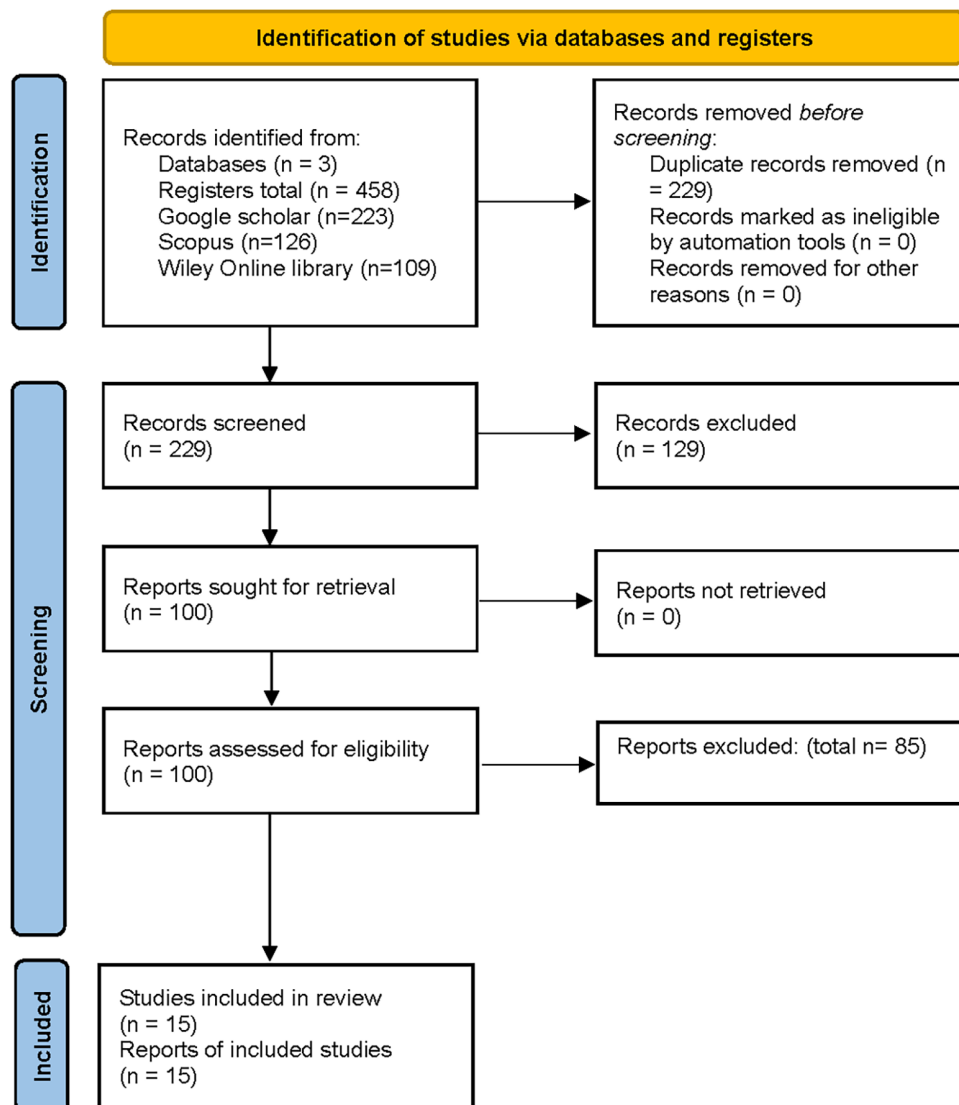 Identification of studies via databases and registers
Identification
Records identified from:
Databases (n = 3)
Registers total (n = 458)
Google scholar (n=223)
Scopus (n=126)
Wiley Online library (n=109)
Records removed before
screening:
Duplicate records removed (n
= 229)
Records marked as ineligible
by automation tools (n = 0)
Records removed for other
reasons (n = 0)
Screening
Records screened
(n = 229)
Records excluded
(n = 129)
Reports sought for retrieval
(n = 100)
Reports not retrieved
(n = 0)
Reports assessed for eligibility
(n = 100)
Reports excluded: (total n= 85)
Included
Studies included in review
(n = 15)
Reports of included studies
(n = 15)